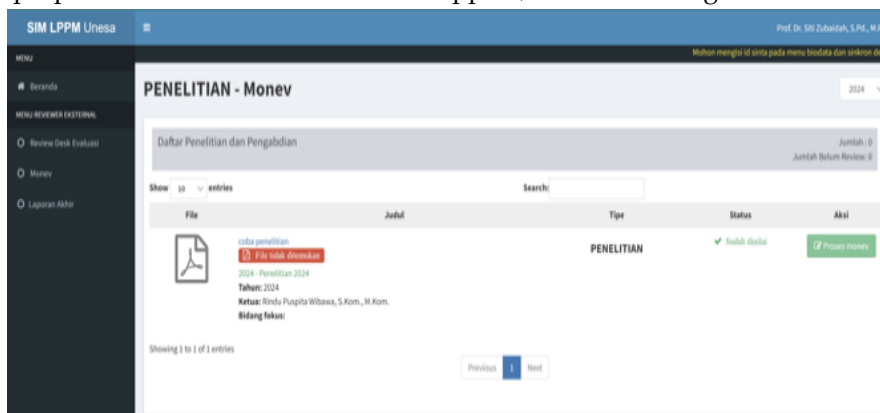 SIM LPPM Unesa
Prof. Dr. Siti Zubaidah, S.Pd., M.
MENU
Mohon mengisi id sinta pada menu biodata dan sinkron
Beranda
PENELITIAN - Monev
2024
MENU REVIEWER EKSTERNAL
Review Desk Evaluasi
Daftar Penelitian dan Pengabdian
Jumlah : 0
Jumlah Belum Review: 0
Monev
Laporan Akhir
Show 10 entries
Search:
File Judul Tipe Status Aksi
coba penelitian
File tidak ditemukan
PENELITIAN
Sudah dinilai
Proses monev
2024 - Penelitian 2024
Tahun: 2024
Ketua: Rindu Puspita Wibawa, S.Kom., M.Kom.
Bidang fokus:
Showing 1 to 1 of 1 entries
Previous 1 Next